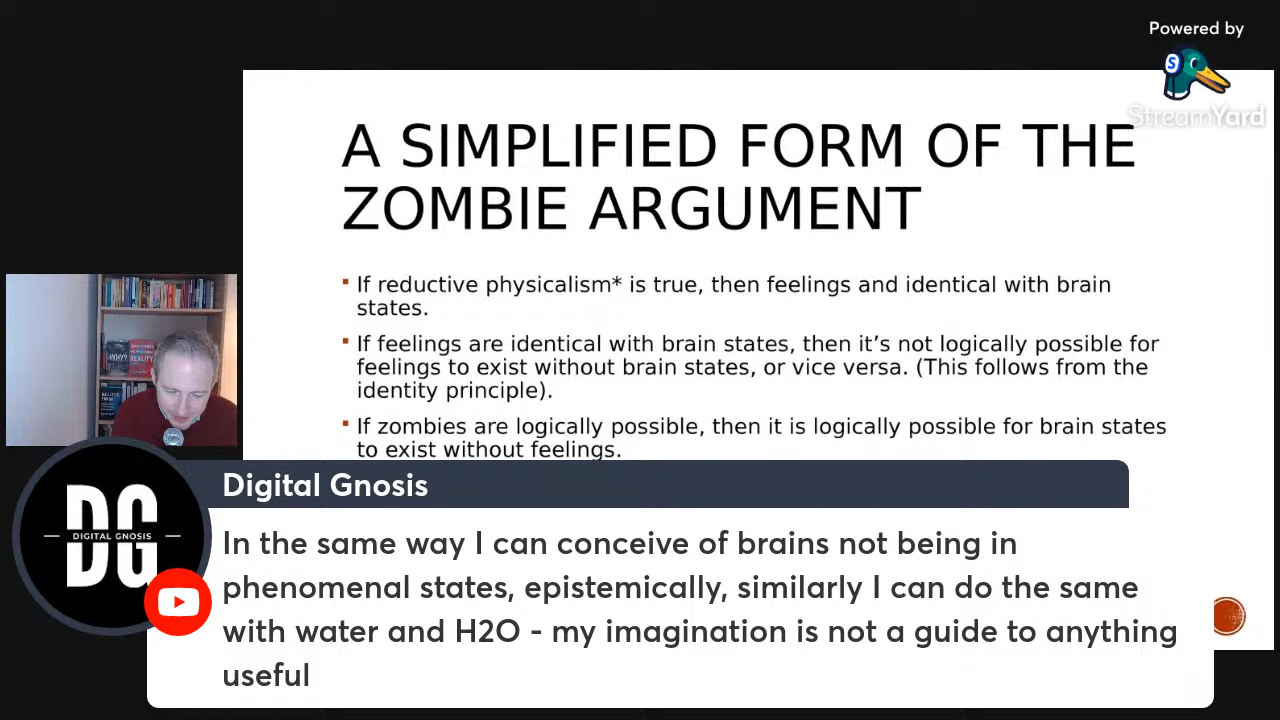 Powered by
StreamYard
A SIMPLIFIED FORM OF THE
ZOMBIE ARGUMENT
If reductive physicalism* is true, then feelings and identical with brain
states.
If feelings are identical with brain states, then it's not logically possible for
feelings to exist without brain states, or vice versa. (This follows from the
identity principle).
If zombies are logically possible, then it is logically possible for brain states
to exist without feelings.
WHY?
REALITY
DG
DIGITAL GNOSIS
Digital Gnosis
In the same way I can conceive of brains not being in
phenomenal states, epistemically, similarly I can do the same
with water and H2O - my imagination is not a guide to anything
useful